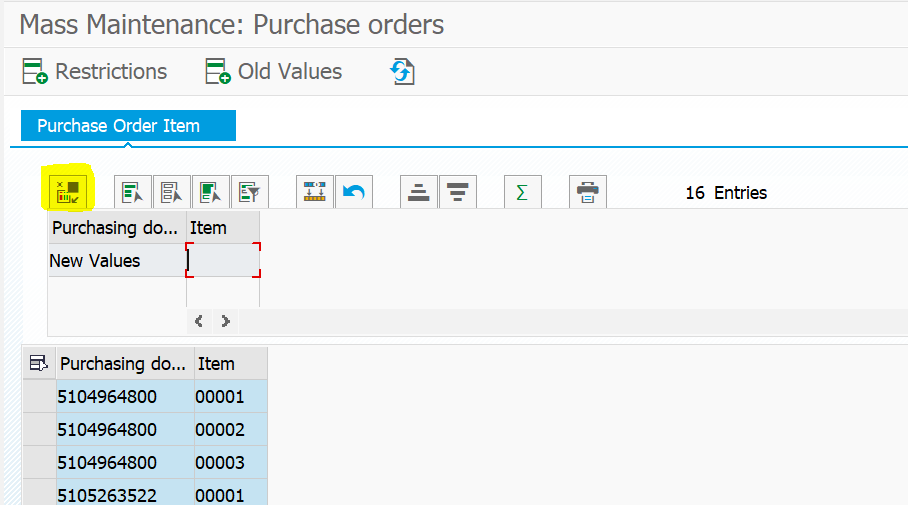 Mass Maintenance: Purchase orders
Restrictions Old Values
Purchase Order Item
Σ 16 Entries
Purchasing do... Item
New Values
Purchasing do... Item
5104964800 00001
5104964800 00002
5104964800 00003
5105263522 00001